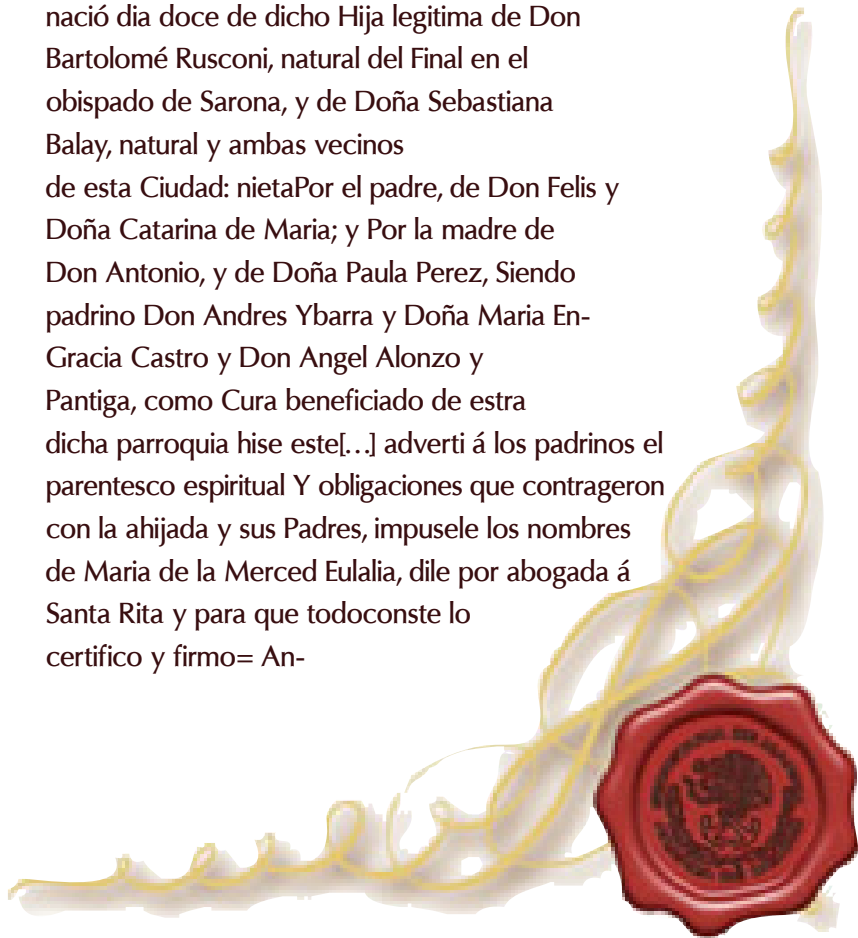 nació dia doce de dicho Hija legitima de Don
Bartolomé Rusconi, natural del Final en el
obispado de Sarona, y de Doña Sebastiana
Balay, natural y ambas vecinos
de esta Ciudad: nietaPor el padre, de Don Felis y
Doña Catarina de Maria; y Por la madre de
Don Antonio, y de Doña Paula Perez, Siendo
padrino Don Andres Ybarra y Doña Maria En-
Gracia Castro y Don Angel Alonzo y
Pantiga, como Cura beneficiado de estra
dicha parroquia hise este[…] adverti á los padrinos el
parentesco espiritual Y obligaciones que contrageron
con la ahijada y sus Padres, impusele los nombres
de Maria de la Merced Eulalia, dile por abogada á
Santa Rita y para que todoconste lo
certifico y firmo= An-